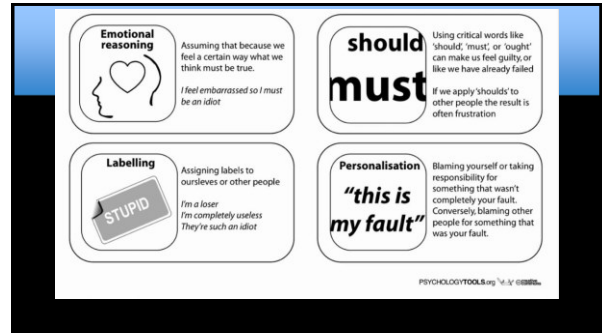 Emotional
reasoning
Assuming that because we
feel a certain way what we
think must be true.
I feel embarrassed so I must
be an idiot
should
must
Using critical words like
‘should’, ‘must’, or ‘ought’
can make us feel guilty, or
like we have already failed
If we apply ‘shoulds’ to
other people the result is
often frustration
Labelling
STUPID
Assigning labels to
oursleves or other people
I'm a loser
I'm completely useless
They're such an idiot
Personalisation
“this is
my fault”
Blaming yourself or taking
responsibility for
something that wasn't
completely your fault.
Conversely, blaming other
people for something that
was your fault.
PSYCHOLOGYTOOLS.org